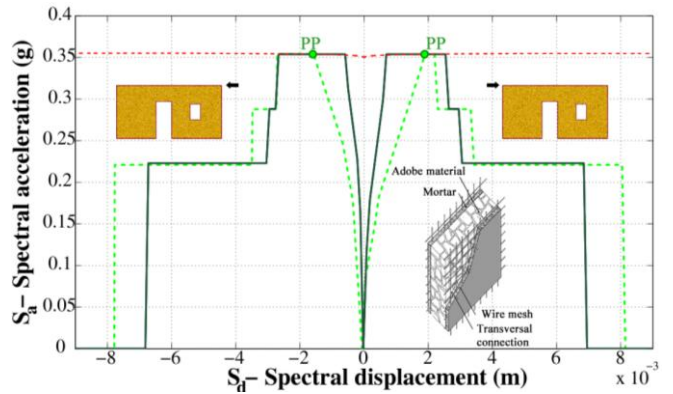 PP
PP
0.4
0.35
0.3
0.25
0.2
0.15
0.1
0.05
0
Sa – Spectral acceleration (g)
Adobe material
Mortar
Wire mesh
Transversal
connection
−8
−6
−4
−2
0
2
4
6
8
x 10⁻³
Sd – Spectral displacement (m)